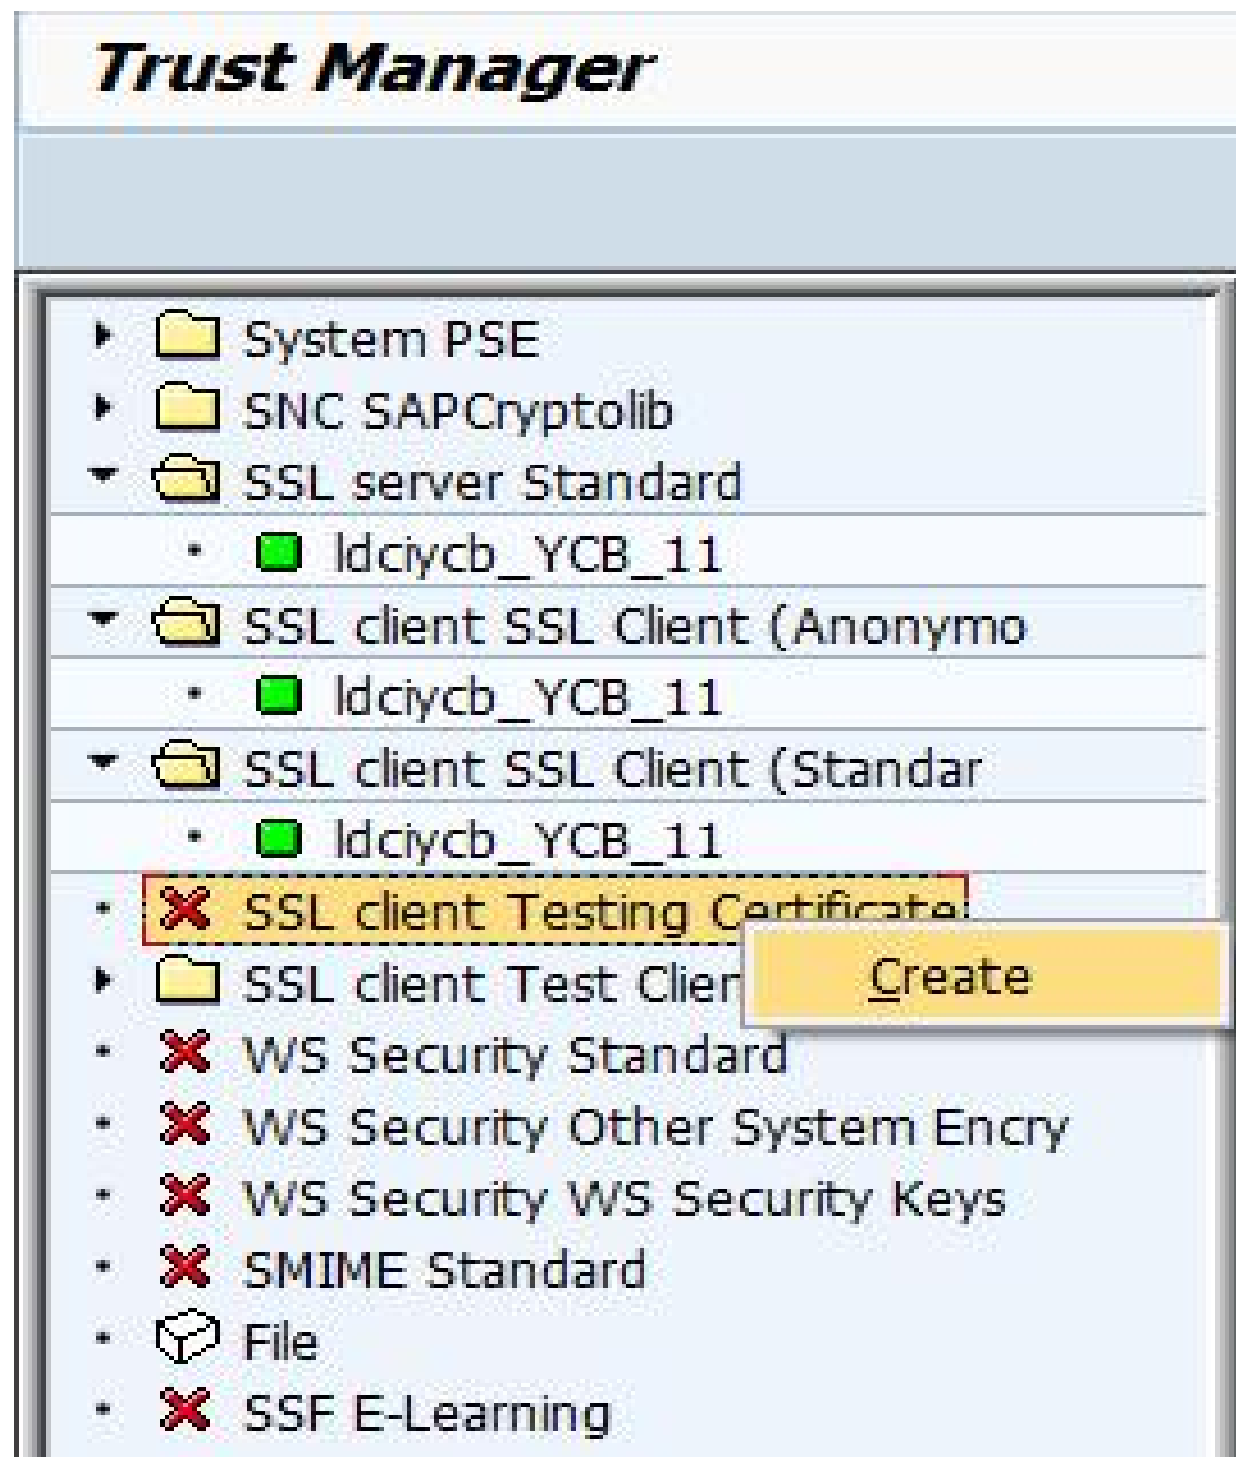 Trust Manager
System PSE
SNC SAPCryptolib
SSL server Standard
ldciycb_YCB_11
SSL client SSL Client (Anonymo
ldciycb_YCB_11
SSL client SSL Client (Standar
ldciycb_YCB_11
SSL client Testing Certificate
Create
SSL client Test Clien
WS Security Standard
WS Security Other System Encry
WS Security WS Security Keys
SMIME Standard
File
SSF E-Learning